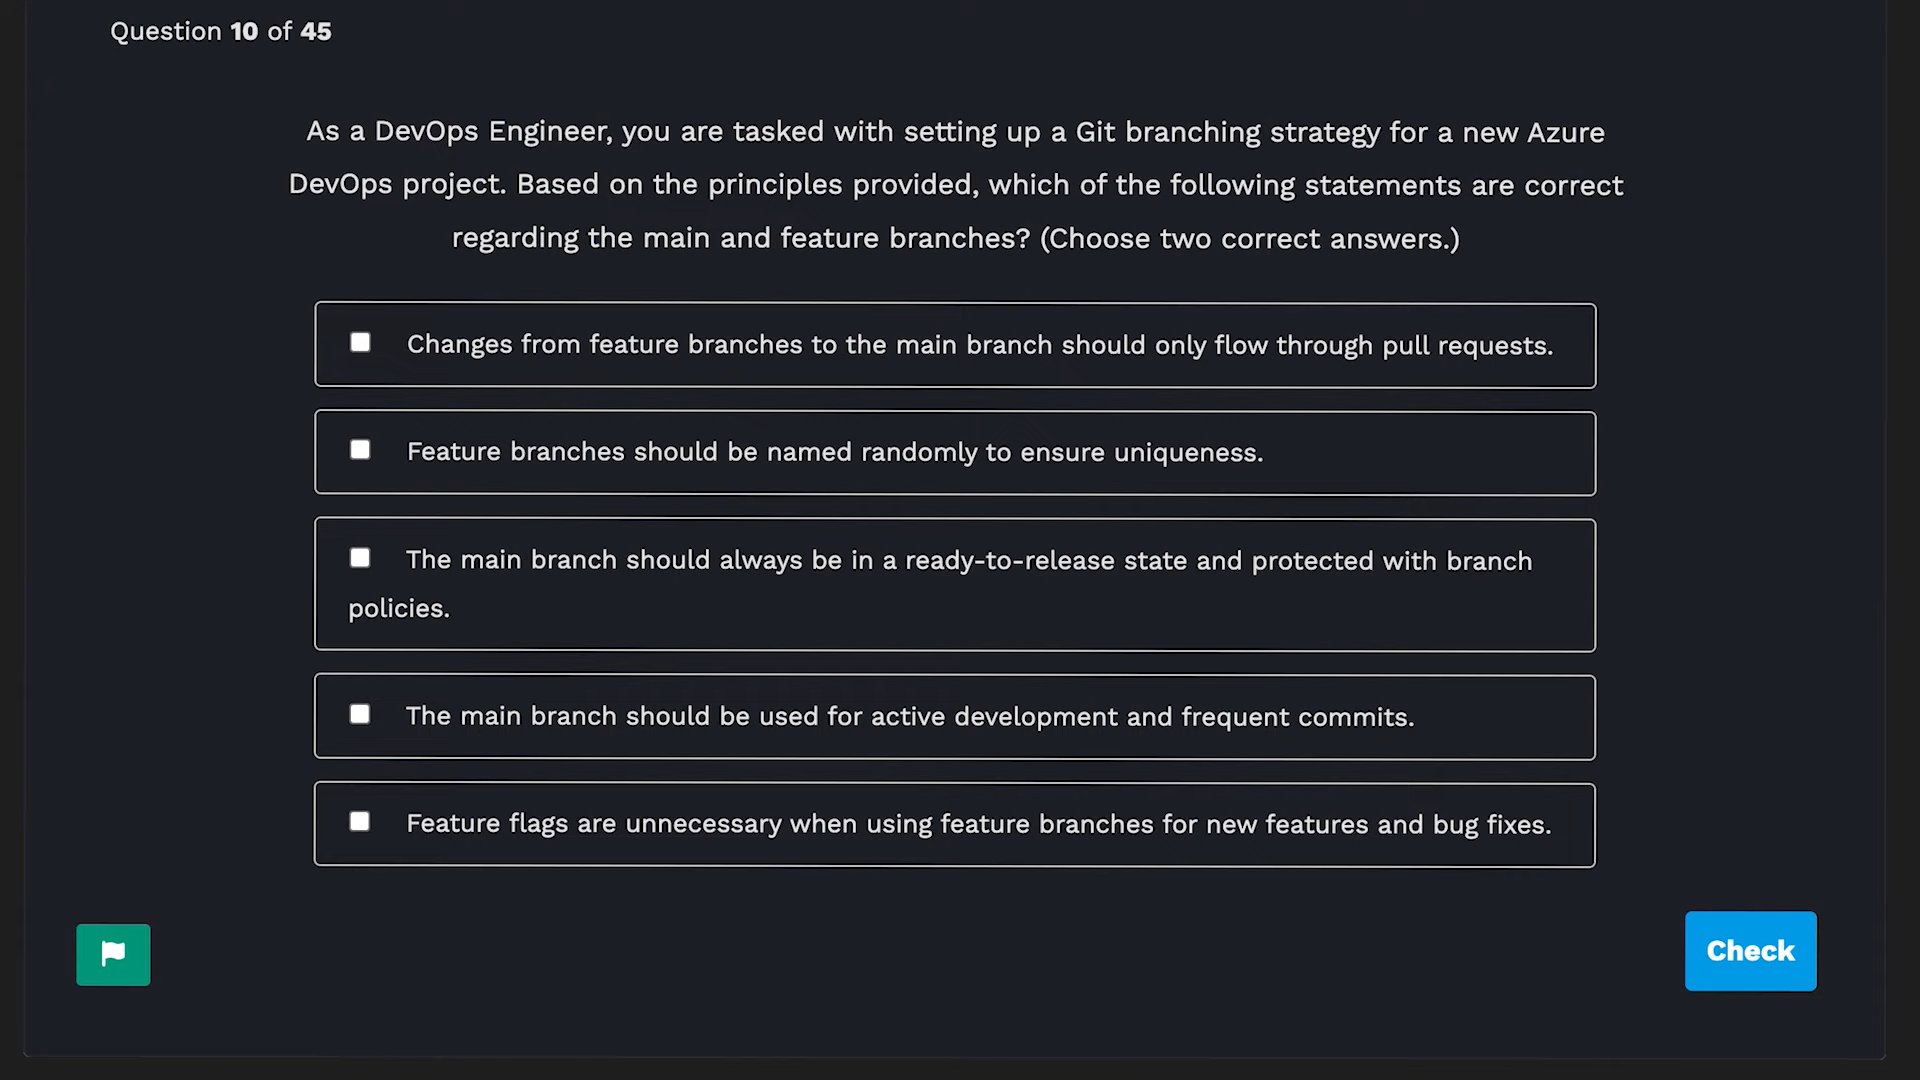 Question 10 of 45
As a DevOps Engineer, you are tasked with setting up a Git branching strategy for a new Azure
DevOps project. Based on the principles provided, which of the following statements are correct
regarding the main and feature branches? (Choose two correct answers.)
Changes from feature branches to the main branch should only flow through pull requests.
Feature branches should be named randomly to ensure uniqueness.
The main branch should always be in a ready-to-release state and protected with branch
policies.
The main branch should be used for active development and frequent commits.
Feature flags are unnecessary when using feature branches for new features and bug fixes.
Check